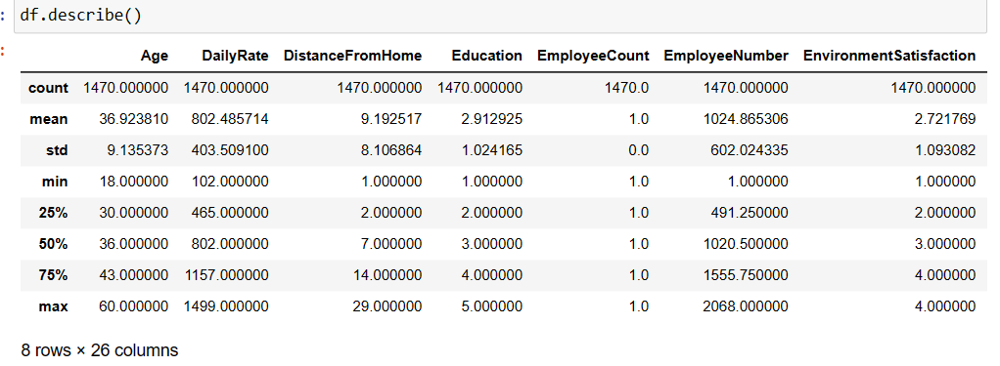 : df.describe()
:
Age DailyRate DistanceFromHome Education EmployeeCount EmployeeNumber EnvironmentSatisfaction
count 1470.000000 1470.000000 1470.000000 1470.000000 1470.0 1470.000000 1470.000000
mean 36.923810 802.485714 9.192517 2.912925 1.0 1024.865306 2.721769
std 9.135373 403.509100 8.106864 1.024165 0.0 602.024335 1.093082
min 18.000000 102.000000 1.000000 1.000000 1.0 1.000000 1.000000
25% 30.000000 465.000000 2.000000 2.000000 1.0 491.250000 2.000000
50% 36.000000 802.000000 7.000000 3.000000 1.0 1020.500000 3.000000
75% 43.000000 1157.000000 14.000000 4.000000 1.0 1555.750000 4.000000
max 60.000000 1499.000000 29.000000 5.000000 1.0 2068.000000 4.000000
8 rows × 26 columns